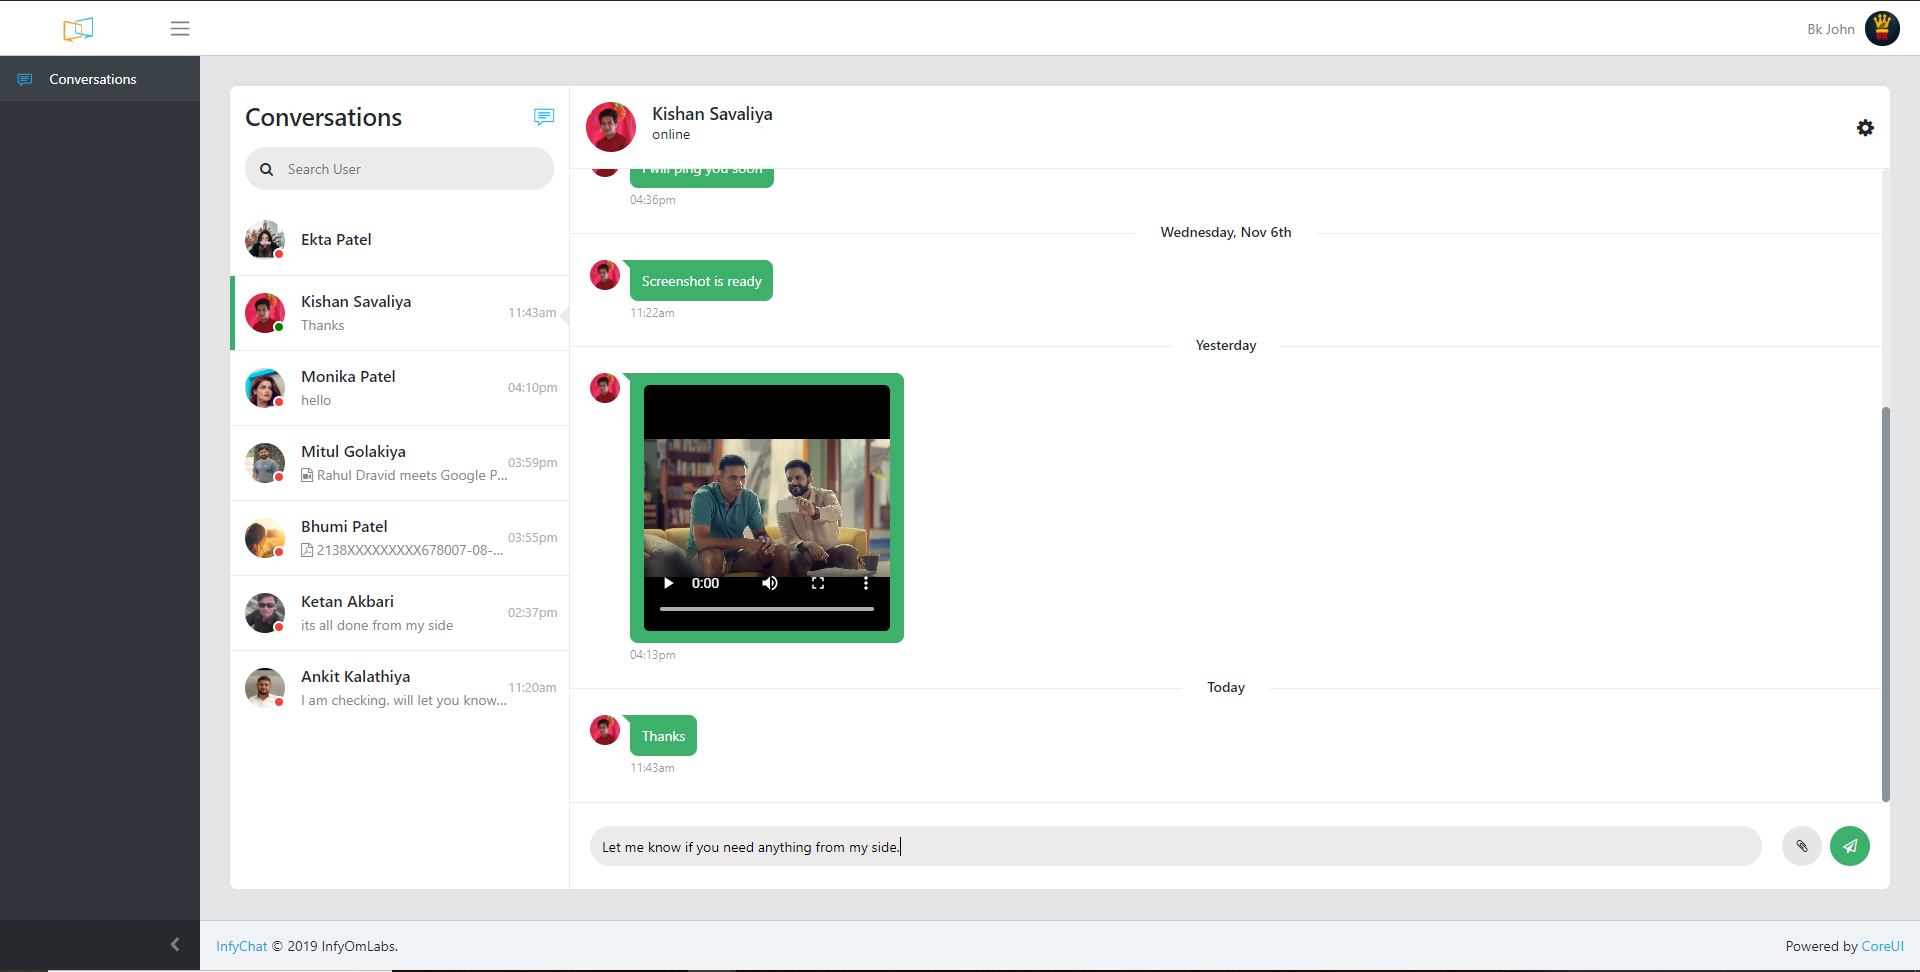 Bk John
Conversations
Conversations
Search User
Ekta Patel
Kishan Savaliya
11:43am
Thanks
Monika Patel
04:10pm
hello
Mitul Golakiya
03:59pm
Rahul Dravid meets Google P...
Bhumi Patel
03:55pm
2138XXXXXXXXX678007-08-...
Ketan Akbari
02:37pm
its all done from my side
Ankit Kalathiya
11:20am
I am checking. will let you know...
Kishan Savaliya
online
I will ping you soon
04:36pm
Wednesday, Nov 6th
Screenshot is ready
11:22am
Yesterday
0:00
04:13pm
Today
Thanks
11:43am
Let me know if you need anything from my side.
InfyChat © 2019 InfyOmLabs.
Powered by CoreUI